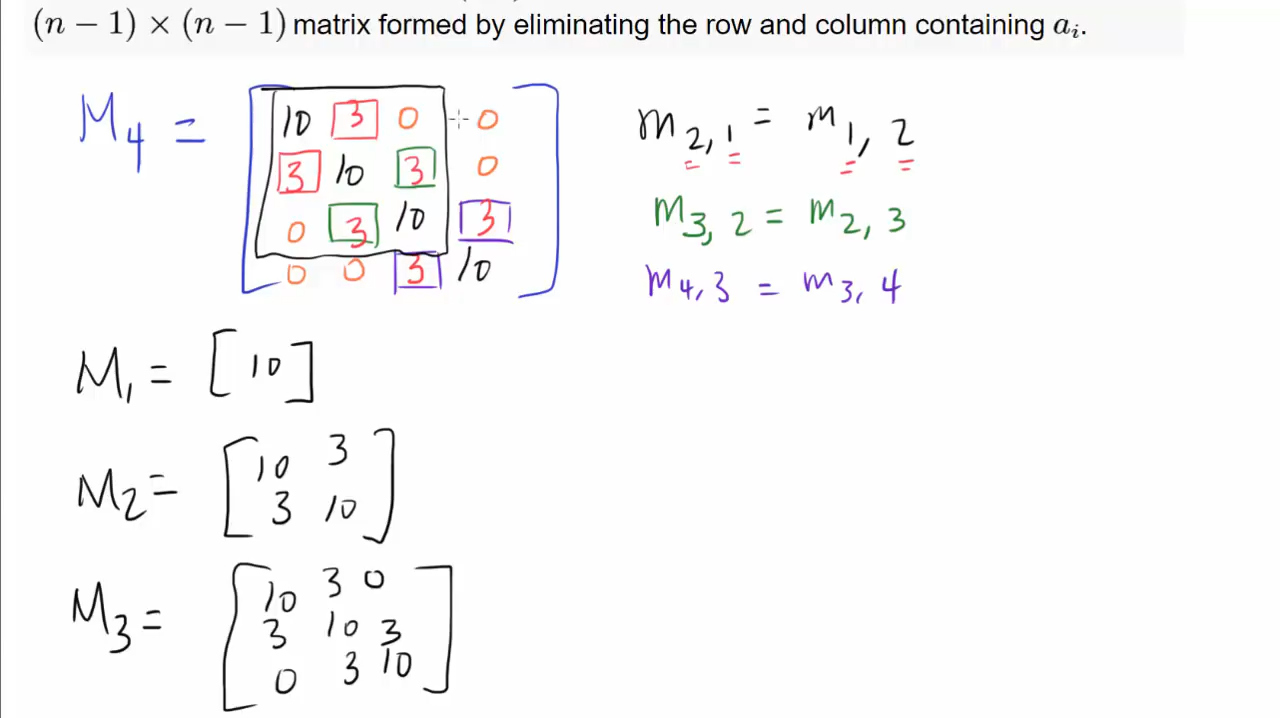 (n − 1) × (n − 1) matrix formed by eliminating the row and column containing aᵢ.
M₄ =
10 3 0 0
3 10 3 0
0 3 10 3
0 0 3 10
m₂,₁ = m₁,₂
m₃,₂ = m₂,₃
m₄,₃ = m₃,₄
M₁ = [10]
M₂ =
10 3
3 10
M₃ =
10 3 0
3 10 3
0 3 10